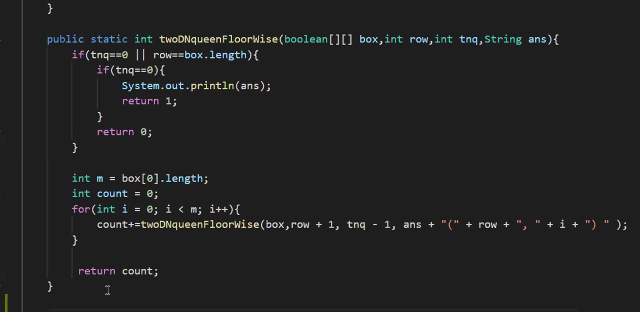 }
public static int twoDNqueenFloorWise(boolean[][] box,int row,int tnq,String ans){
if(tnq==0 || row==box.length){
if(tnq==0){
System.out.println(ans);
return 1;
}
return 0;
}
int m = box[0].length;
int count = 0;
for(int i = 0; i < m; i++){
count+=twoDNqueenFloorWise(box,row + 1, tnq - 1, ans + "(" + row + ", " + i + ") " );
}
return count;
}